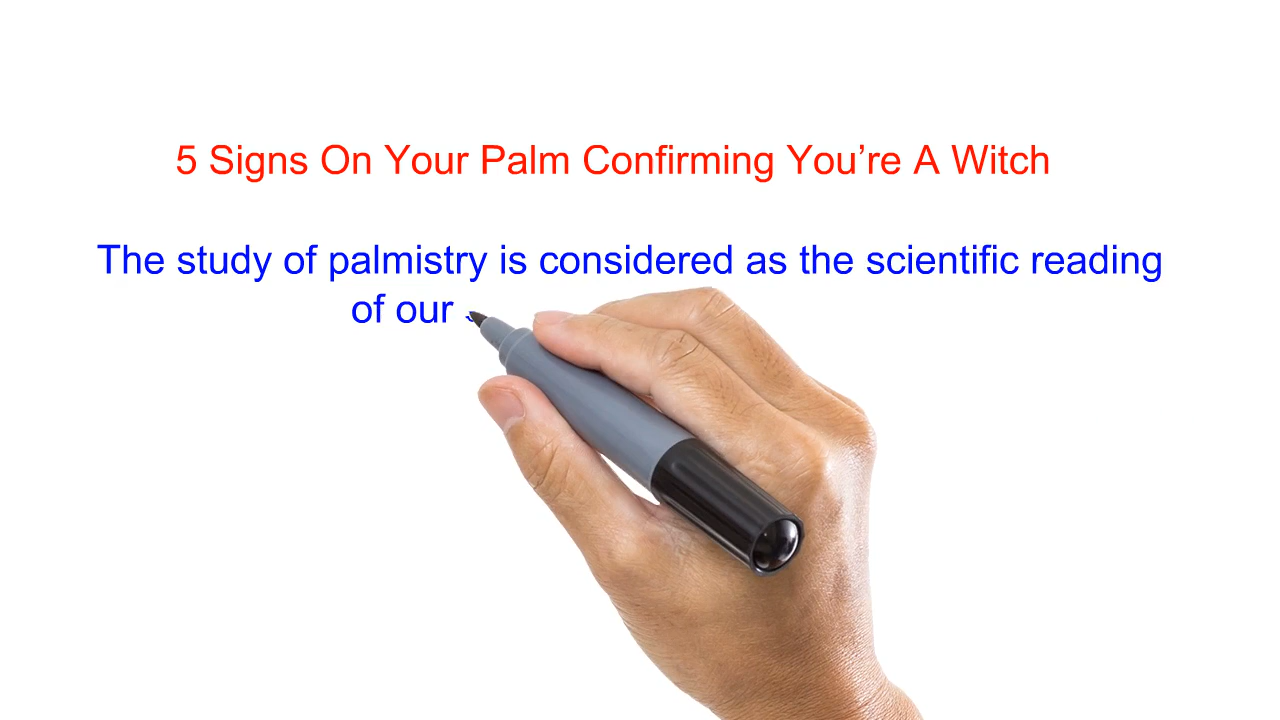 5 Signs On Your Palm Confirming You’re A Witch
The study of palmistry is considered as the scientific reading
of our